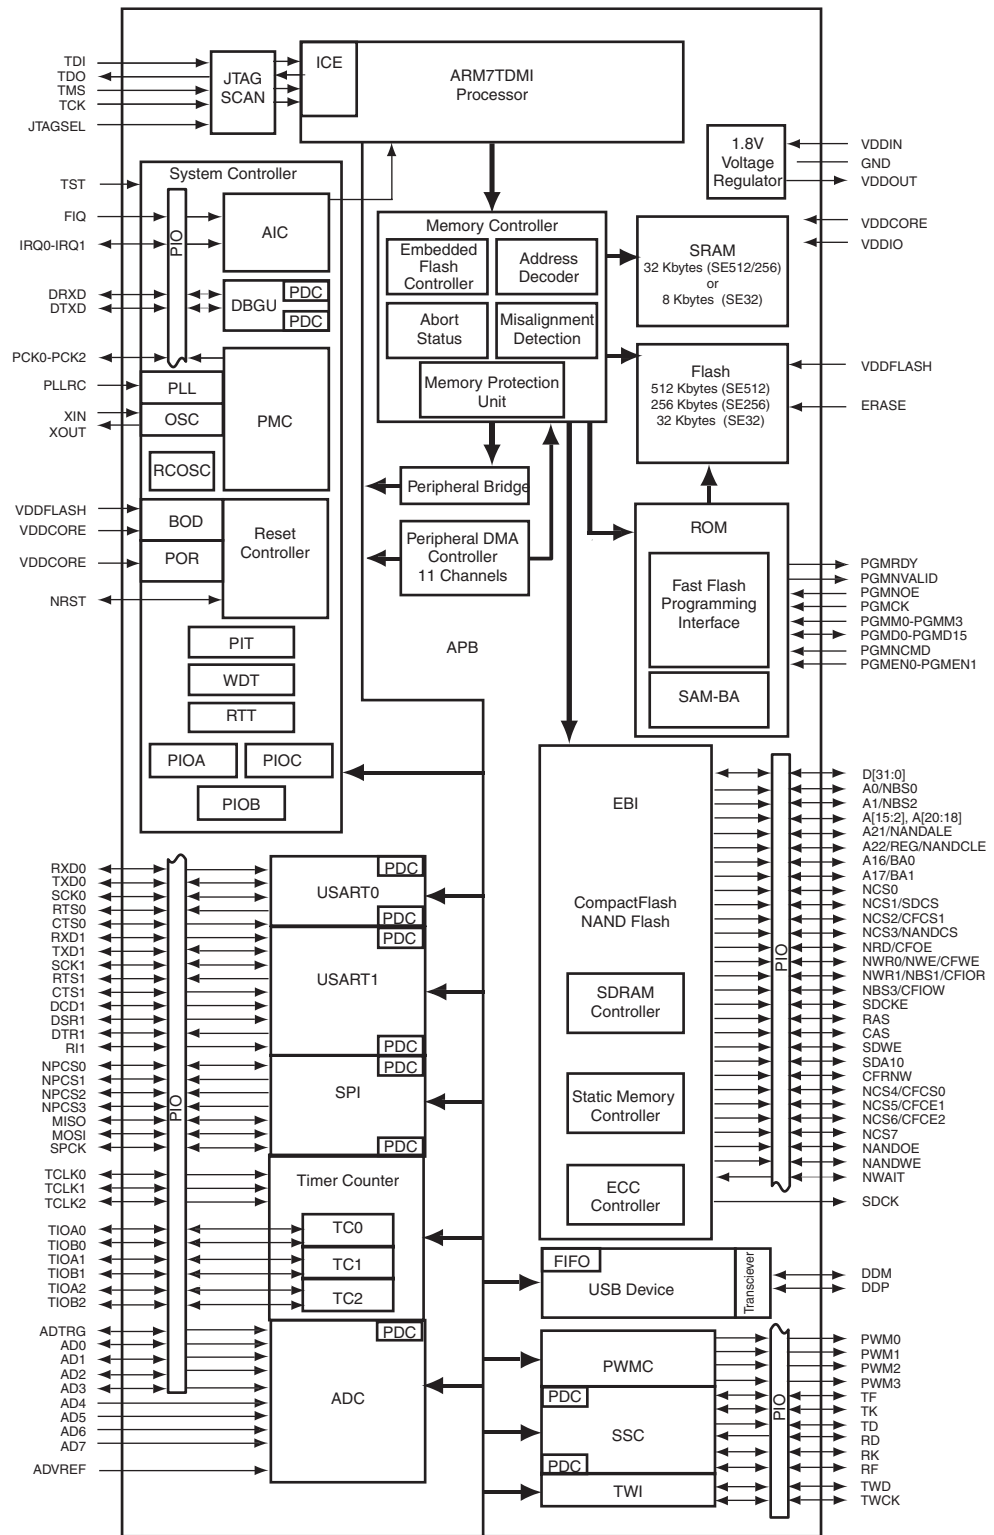 TDI
TDO
TMS
TCK
JTAGSEL
JTAG
SCAN
ICE
ARM7TDMI
Processor
1.8V
Voltage
Regulator
VDDIN
GND
VDDOUT
VDDCORE
VDDIO
System Controller
TST
FIQ
IRQ0-IRQ1
PIO
AIC
DRXD
DTXD
DBGU
PDC
PDC
PCK0-PCK2
PLLRC
PLL
XIN
XOUT
OSC
PMC
RCOSC
VDDFLASH
VDDCORE
BOD
VDDCORE
POR
Reset
Controller
NRST
PIT
WDT
RTT
PIOA
PIOC
PIOB
Memory Controller
Embedded
Flash
Controller
Address
Decoder
Abort
Status
Misalignment
Detection
Memory Protection
Unit
Peripheral Bridge
Peripheral DMA
Controller
11 Channels
APB
SRAM
32 Kbytes (SE512/256)
or
8 Kbytes (SE32)
Flash
512 Kbytes (SE512)
256 Kbytes (SE256)
32 Kbytes (SE32)
VDDFLASH
ERASE
ROM
Fast Flash
Programming
Interface
SAM-BA
PGMRDY
PGMNVALID
PGMNOE
PGMCK
PGMM0-PGMM3
PGMD0-PGMD15
PGMNCMD
PGMEN0-PGMEN1
EBI
CompactFlash
NAND Flash
SDRAM
Controller
Static Memory
Controller
ECC
Controller
PIO
D[31:0]
A0/NBS0
A1/NBS2
A[15:2], A[20:18]
A21/NANDALE
A22/REG/NANDCLE
A16/BA0
A17/BA1
NCS0
NCS1/SDCS
NCS2/CFCS1
NCS3/NANDCS
NRD/CFOE
NWR0/NWE/CFWE
NWR1/NBS1/CFIOR
NBS3/CFIOW
SDCKE
RAS
CAS
SDWE
SDA10
CFRNW
NCS4/CFCS0
NCS5/CFCE1
NCS6/CFCE2
NCS7
NANDOE
NANDWE
NWAIT
SDCK
RXD0
TXD0
SCK0
RTS0
CTS0
RXD1
TXD1
SCK1
RTS1
CTS1
DCD1
DSR1
DTR1
RI1
NPCS0
NPCS1
NPCS2
NPCS3
MISO
MOSI
SPCK
TCLK0
TCLK1
TCLK2
TIOA0
TIOB0
TIOA1
TIOB1
TIOA2
TIOB2
ADTRG
AD0
AD1
AD2
AD3
AD4
AD5
AD6
AD7
ADVREF
PIO
PDC
USART0
PDC
PDC
USART1
PDC
PDC
SPI
PDC
Timer Counter
TC0
TC1
TC2
PDC
ADC
FIFO
USB Device
Transciever
DDM
DDP
PWMC
PDC
SSC
PDC
TWI
PIO
PWM0
PWM1
PWM2
PWM3
TF
TK
TD
RD
RK
RF
TWD
TWCK